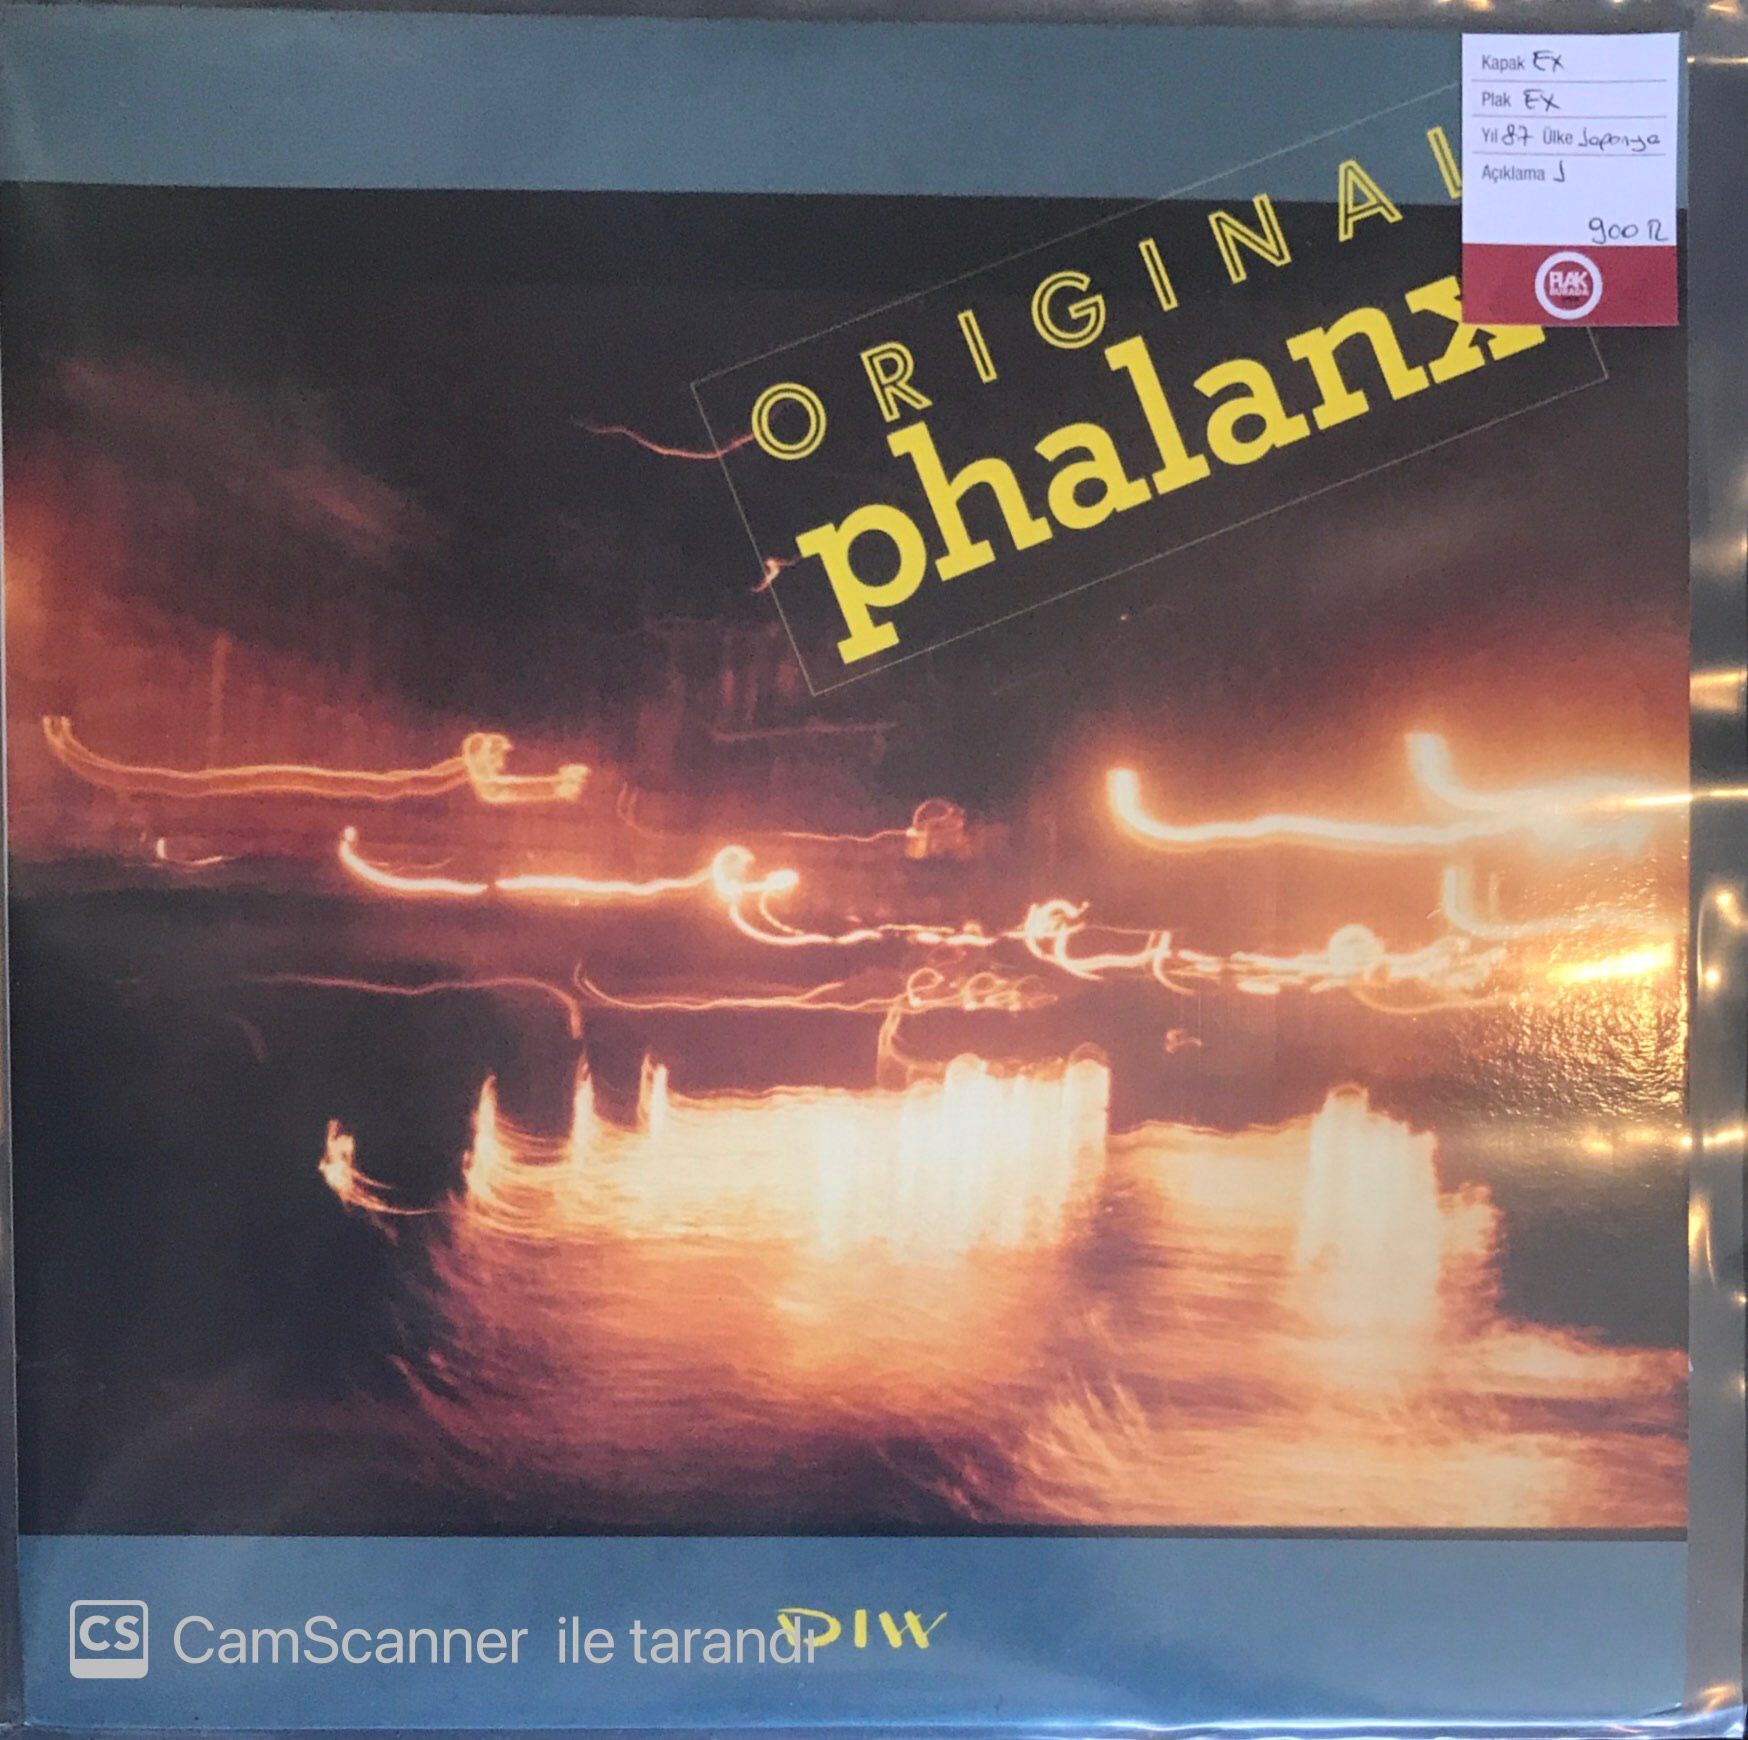 Kapak EX
Plak EX
Yıl 87 Ülke Japonya
Açıklama J
900 TL
PLAK
BURADA
ORIGINAL
phalanx
DIW
CS CamScanner ile tarandı